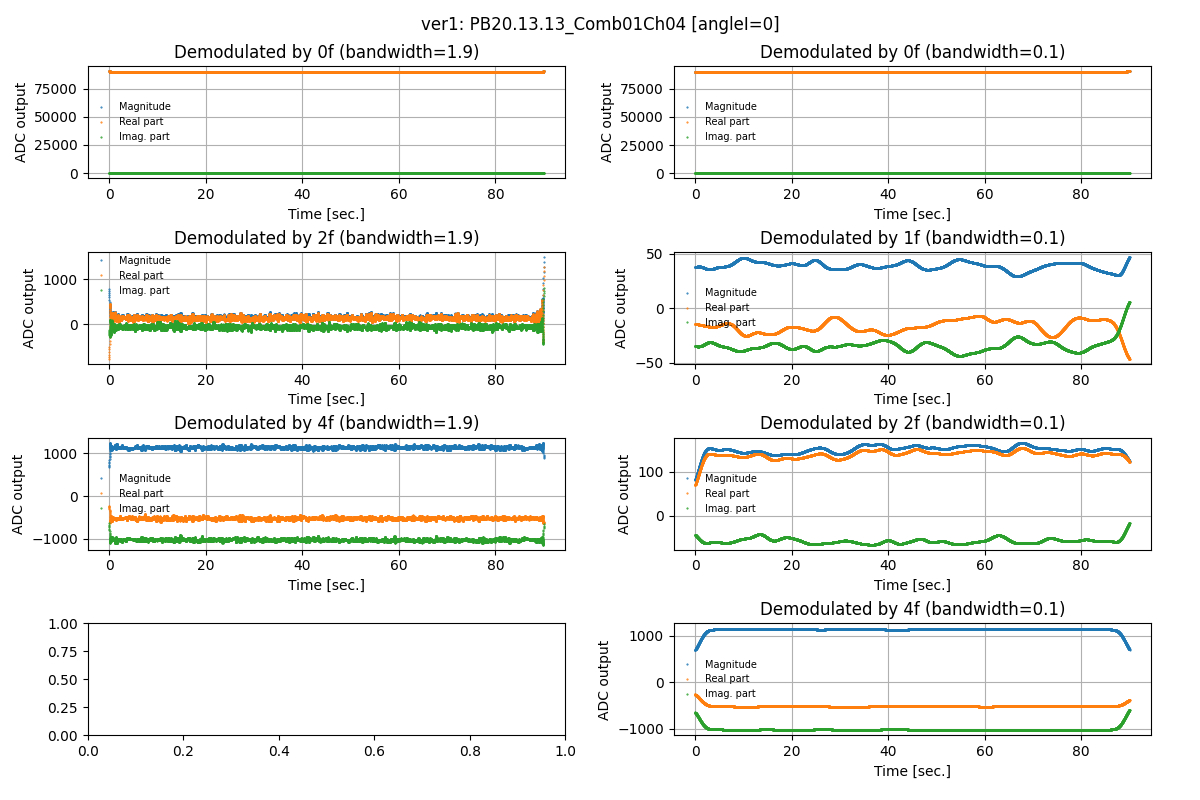 ver1: PB20.13.13_Comb01Ch04 [angleI=0]
Demodulated by 0f (bandwidth=1.9)
ADC output
75000
50000
25000
0
Magnitude
Real part
Imag. part
0 20 40 60 80
Time [sec.]
Demodulated by 0f (bandwidth=0.1)
ADC output
75000
50000
25000
0
Magnitude
Real part
Imag. part
0 20 40 60 80
Time [sec.]
Demodulated by 2f (bandwidth=1.9)
ADC output
1000
0
Magnitude
Real part
Imag. part
0 20 40 60 80
Time [sec.]
Demodulated by 1f (bandwidth=0.1)
ADC output
50
0
−50
Magnitude
Real part
Imag. part
0 20 40 60 80
Time [sec.]
Demodulated by 4f (bandwidth=1.9)
ADC output
1000
0
−1000
Magnitude
Real part
Imag. part
0 20 40 60 80
Time [sec.]
Demodulated by 2f (bandwidth=0.1)
ADC output
100
0
Magnitude
Real part
Imag. part
0 20 40 60 80
Time [sec.]
1.00
0.75
0.50
0.25
0.00
0.0 0.2 0.4 0.6 0.8 1.0
Demodulated by 4f (bandwidth=0.1)
ADC output
1000
0
−1000
Magnitude
Real part
Imag. part
0 20 40 60 80
Time [sec.]